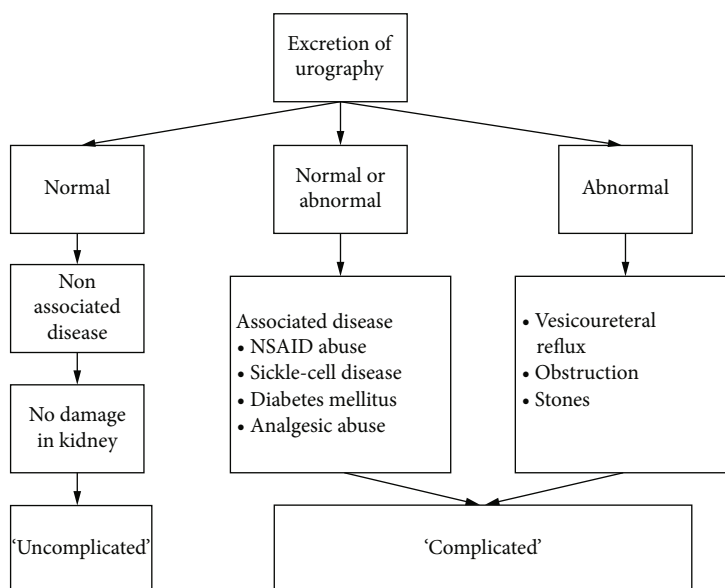 Excretion of
urography
Normal
Normal or
abnormal
Abnormal
Non
associated
disease
Associated disease
• NSAID abuse
• Sickle-cell disease
• Diabetes mellitus
• Analgesic abuse
• Vesicoureteral
reflux
• Obstruction
• Stones
No damage
in kidney
‘Uncomplicated’
‘Complicated’